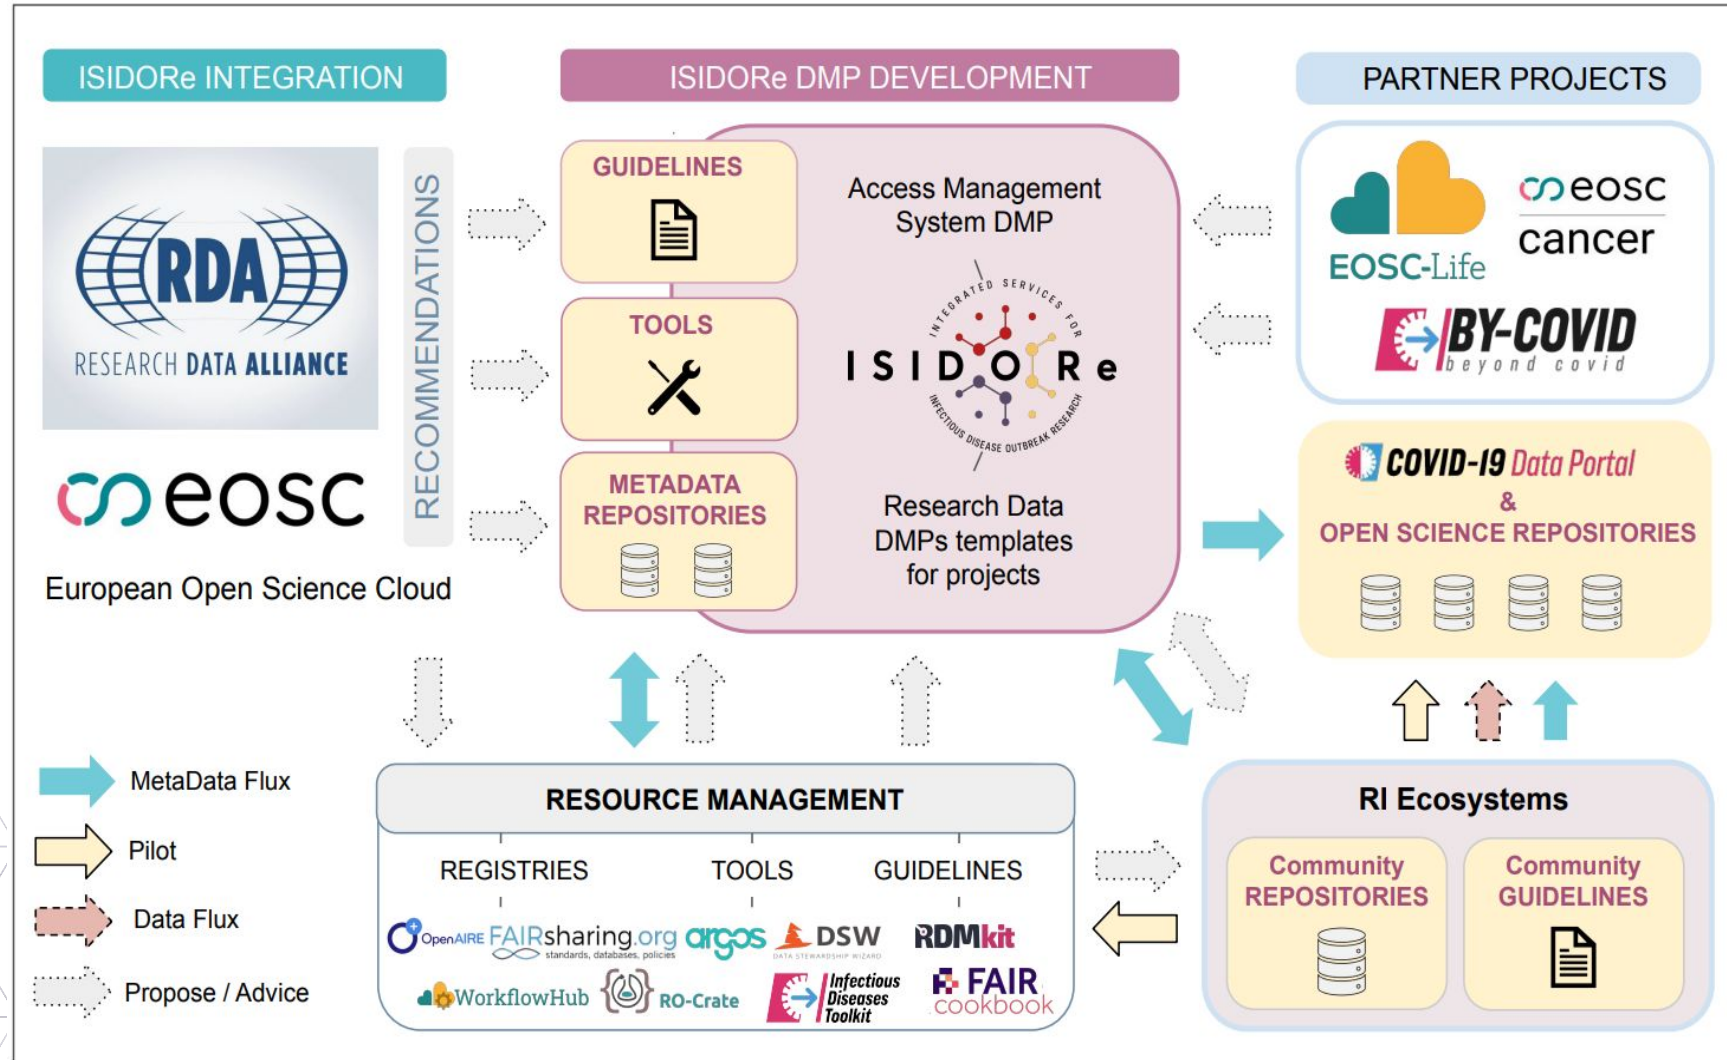 ISIDORe INTEGRATION
RDA
RESEARCH DATA ALLIANCE
eosc
European Open Science Cloud
RECOMMENDATIONS
ISIDORe DMP DEVELOPMENT
GUIDELINES
TOOLS
METADATA
REPOSITORIES
Access Management
System DMP
INTEGRATED SERVICES FOR
ISIDORe
INFECTIOUS DISEASE OUTBREAK RESEARCH
Research Data
DMPs templates
for projects
PARTNER PROJECTS
EOSC-Life
eosc
cancer
BY-COVID
beyond covid
COVID-19 Data Portal
&
OPEN SCIENCE REPOSITORIES
MetaData Flux
Pilot
Data Flux
Propose / Advice
RESOURCE MANAGEMENT
REGISTRIES
TOOLS
GUIDELINES
OpenAIRE
FAIRsharing.org
standards, databases, policies
argos
DSW
DATA STEWARDSHIP WIZARD
RDMkit
WorkflowHub
RO-Crate
Infectious
Diseases
Toolkit
FAIR
cookbook
RI Ecosystems
Community
REPOSITORIES
Community
GUIDELINES